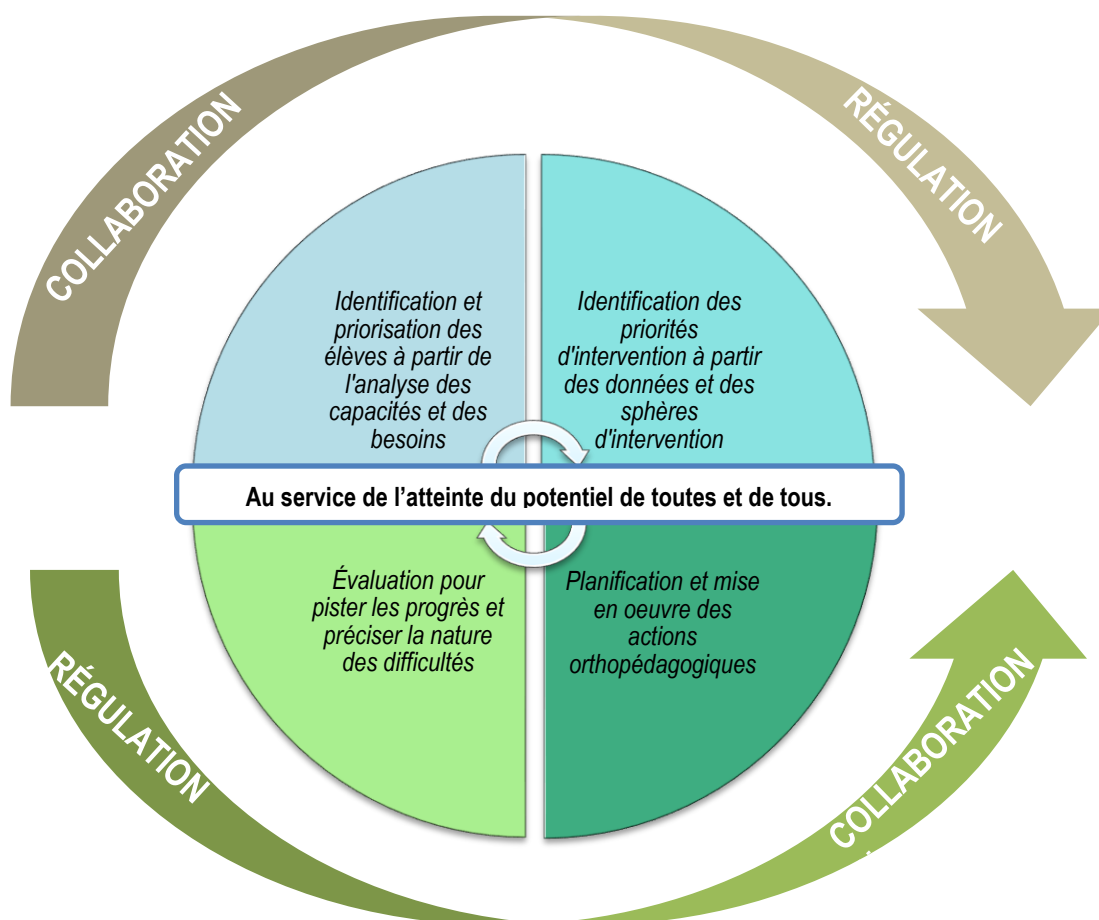 COLLABORATION
RÉGULATION
Identification et
priorisation des
élèves à partir de
l'analyse des
capacités et des
besoins
Identification des
priorités
d'intervention à partir
des données et des
sphères
d'intervention
Au service de l’atteinte du potentiel de toutes et de tous.
Évaluation pour
pister les progrès et
préciser la nature
des difficultés
Planification et mise
en oeuvre des
actions
orthopédagogiques
RÉGULATION
COLLABORATION